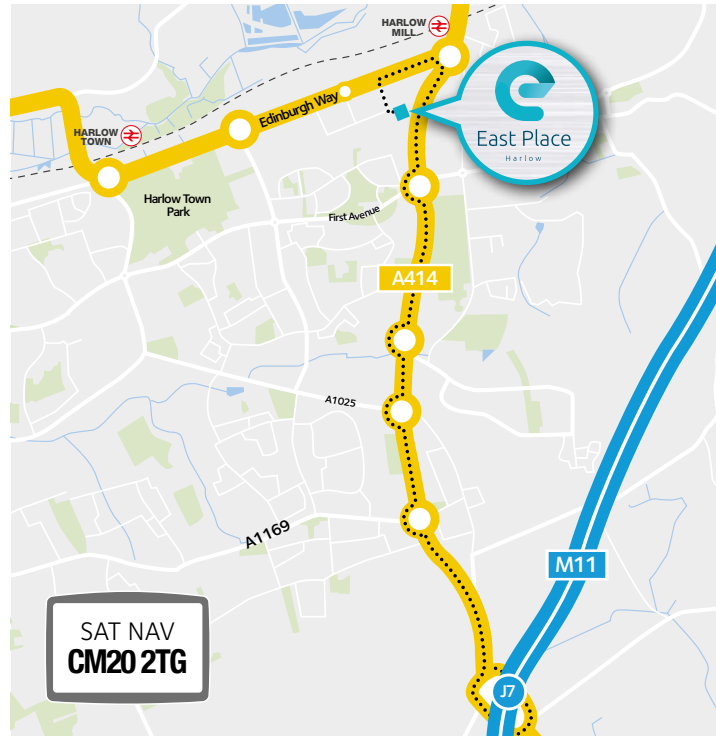 HARLOW
MILL
East Place
Harlow
Edinburgh Way
HARLOW
TOWN
Harlow Town
Park
First Avenue
A414
A1025
A1169
M11
SAT NAV
CM20 2TG
J7